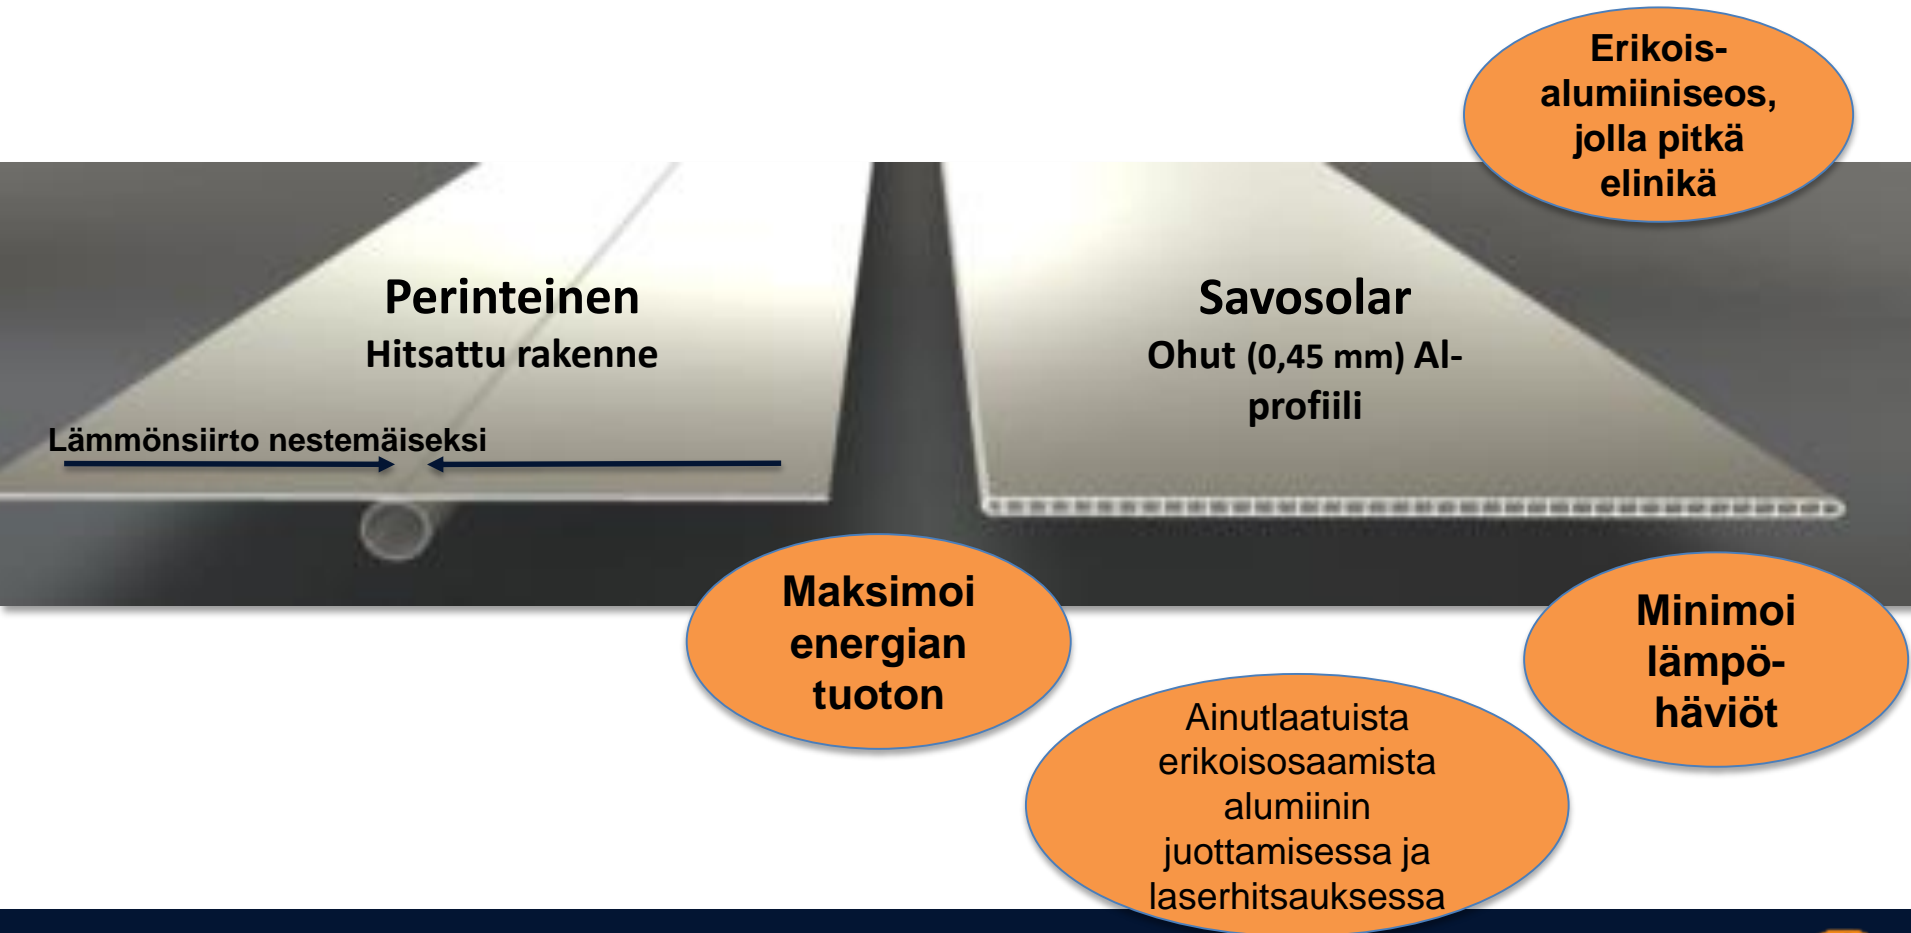 Erikois-
alumiiniseos,
jolla pitkä
elinikä
Perinteinen
Hitsattu rakenne
Lämmönsiirto nestemäiseksi
Savosolar
Ohut (0,45 mm) Al-
profiili
Maksimoi
energian
tuoton
Minimoi
lämpö-
häviöt
Ainutlaatuista
erikoisosaamista
alumiinin
juottamisessa ja
laserhitsauksessa